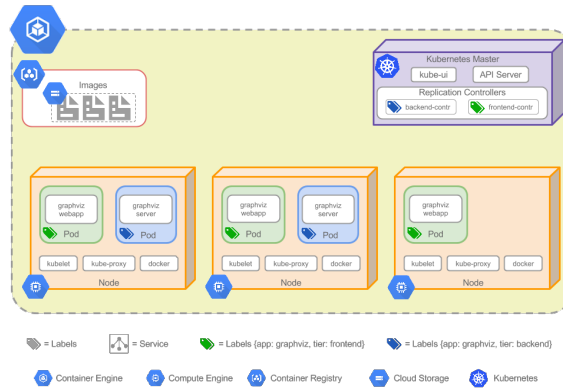 Kubernetes Master
kube-ui
API Server
Replication Controllers
backend-contr
frontend-contr
Images
graphviz
webapp
Pod
graphviz
server
Pod
kubelet
kube-proxy
docker
Node
graphviz
webapp
Pod
graphviz
server
Pod
kubelet
kube-proxy
docker
Node
graphviz
webapp
Pod
kubelet
kube-proxy
docker
Node
= Labels
= Service
= Labels {app: graphviz, tier: frontend}
= Labels {app: graphviz, tier: backend}
Container Engine
Compute Engine
Container Registry
Cloud Storage
Kubernetes